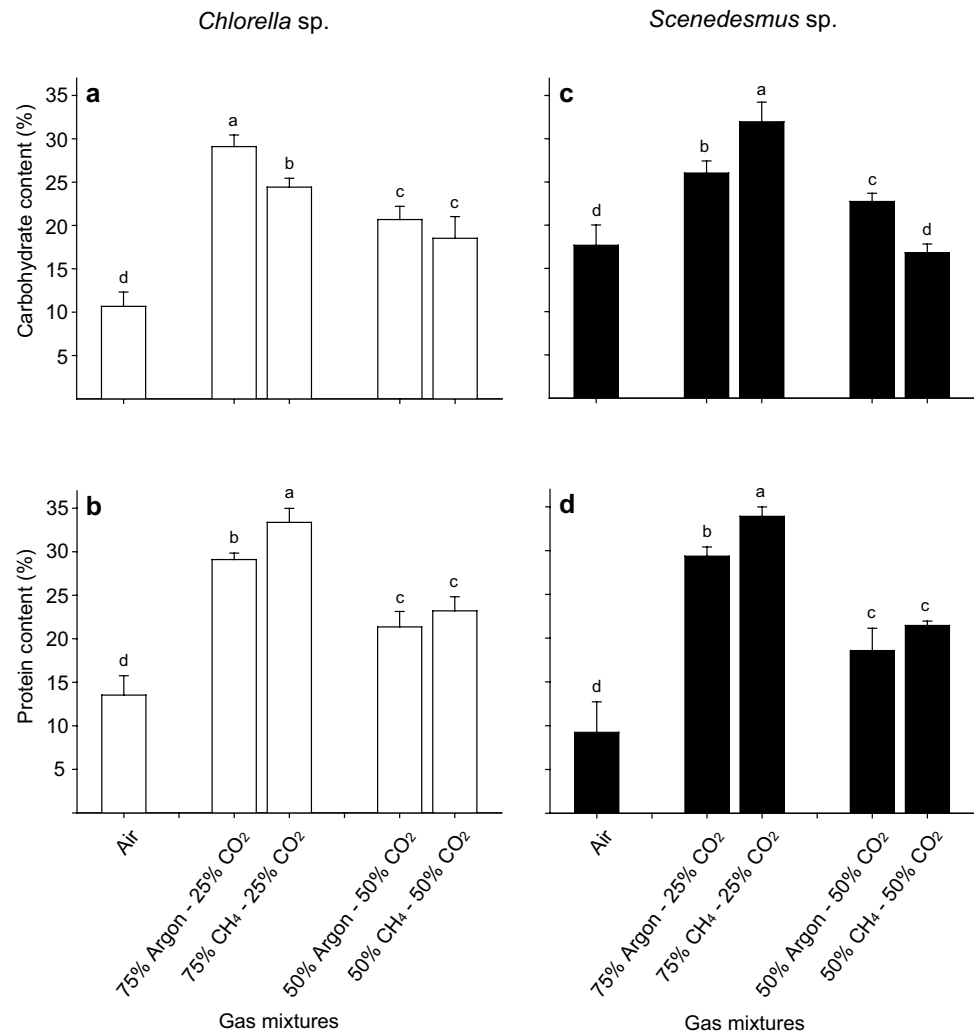 Chlorella sp.
Scenedesmus sp.
Carbohydrate content (%)
35
30
25
20
15
10
5
a
d
a
b
c
c
c
d
b
a
c
d
Protein content (%)
35
30
25
20
15
10
5
b
d
b
a
c
c
d
d
b
a
c
c
Air
75% Argon - 25% CO₂
75% CH₄ - 25% CO₂
50% Argon - 50% CO₂
50% CH₄ - 50% CO₂
Gas mixtures
Air
75% Argon - 25% CO₂
75% CH₄ - 25% CO₂
50% Argon - 50% CO₂
50% CH₄ - 50% CO₂
Gas mixtures